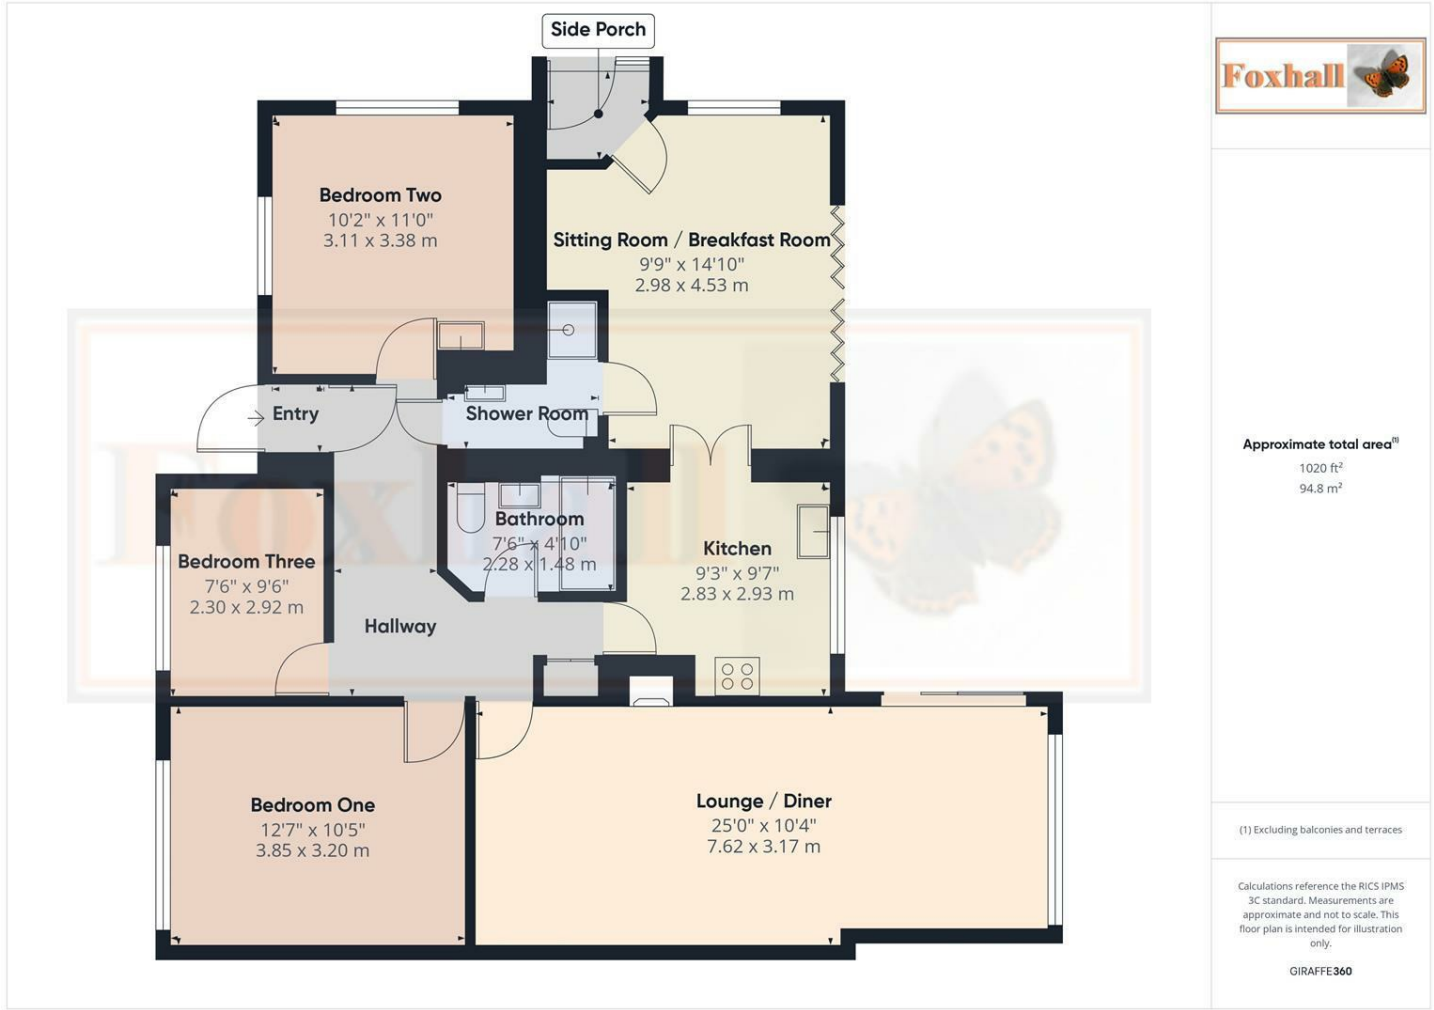 Side Porch
Foxhall
Bedroom Two
10'2" x 11'0"
3.11 x 3.38 m
Sitting Room / Breakfast Room
9'9" x 14'10"
2.98 x 4.53 m
Entry
Shower Room
Bathroom
7'6" x 4'10"
2.28 x 1.48 m
Kitchen
9'3" x 9'7"
2.83 x 2.93 m
Bedroom Three
7'6" x 9'6"
2.30 x 2.92 m
Hallway
Foxhall
Bedroom One
12'7" x 10'5"
3.85 x 3.20 m
Lounge / Diner
25'0" x 10'4"
7.62 x 3.17 m
Approximate total area⁽¹⁾
1020 ft²
94.8 m²
(1) Excluding balconies and terraces
Calculations reference the RICS IPMS
3C standard. Measurements are
approximate and not to scale. This
floor plan is intended for illustration
only.
GIRAFFE360